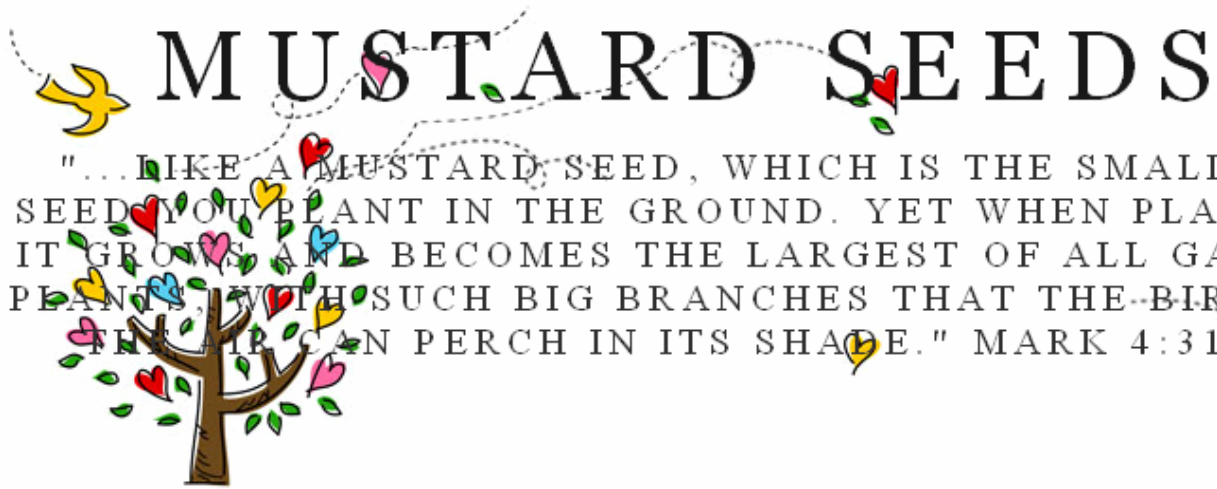 MUSTARD SEEDS
"...LIKE A MUSTARD SEED, WHICH IS THE SMALL
SEED YOU PLANT IN THE GROUND. YET WHEN PLA
IT GROWS AND BECOMES THE LARGEST OF ALL GA
PLANTS, WITH SUCH BIG BRANCHES THAT THE BIR
THE AIR CAN PERCH IN ITS SHADE." MARK 4:31